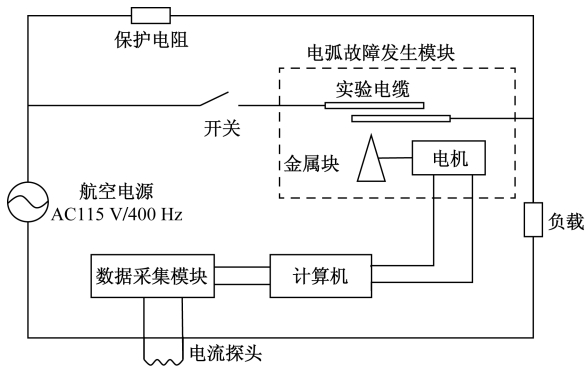 保护电阻
电弧故障发生模块
实验电缆
开关
金属块
电机
航空电源
AC115 V/400 Hz
负载
数据采集模块
计算机
电流探头